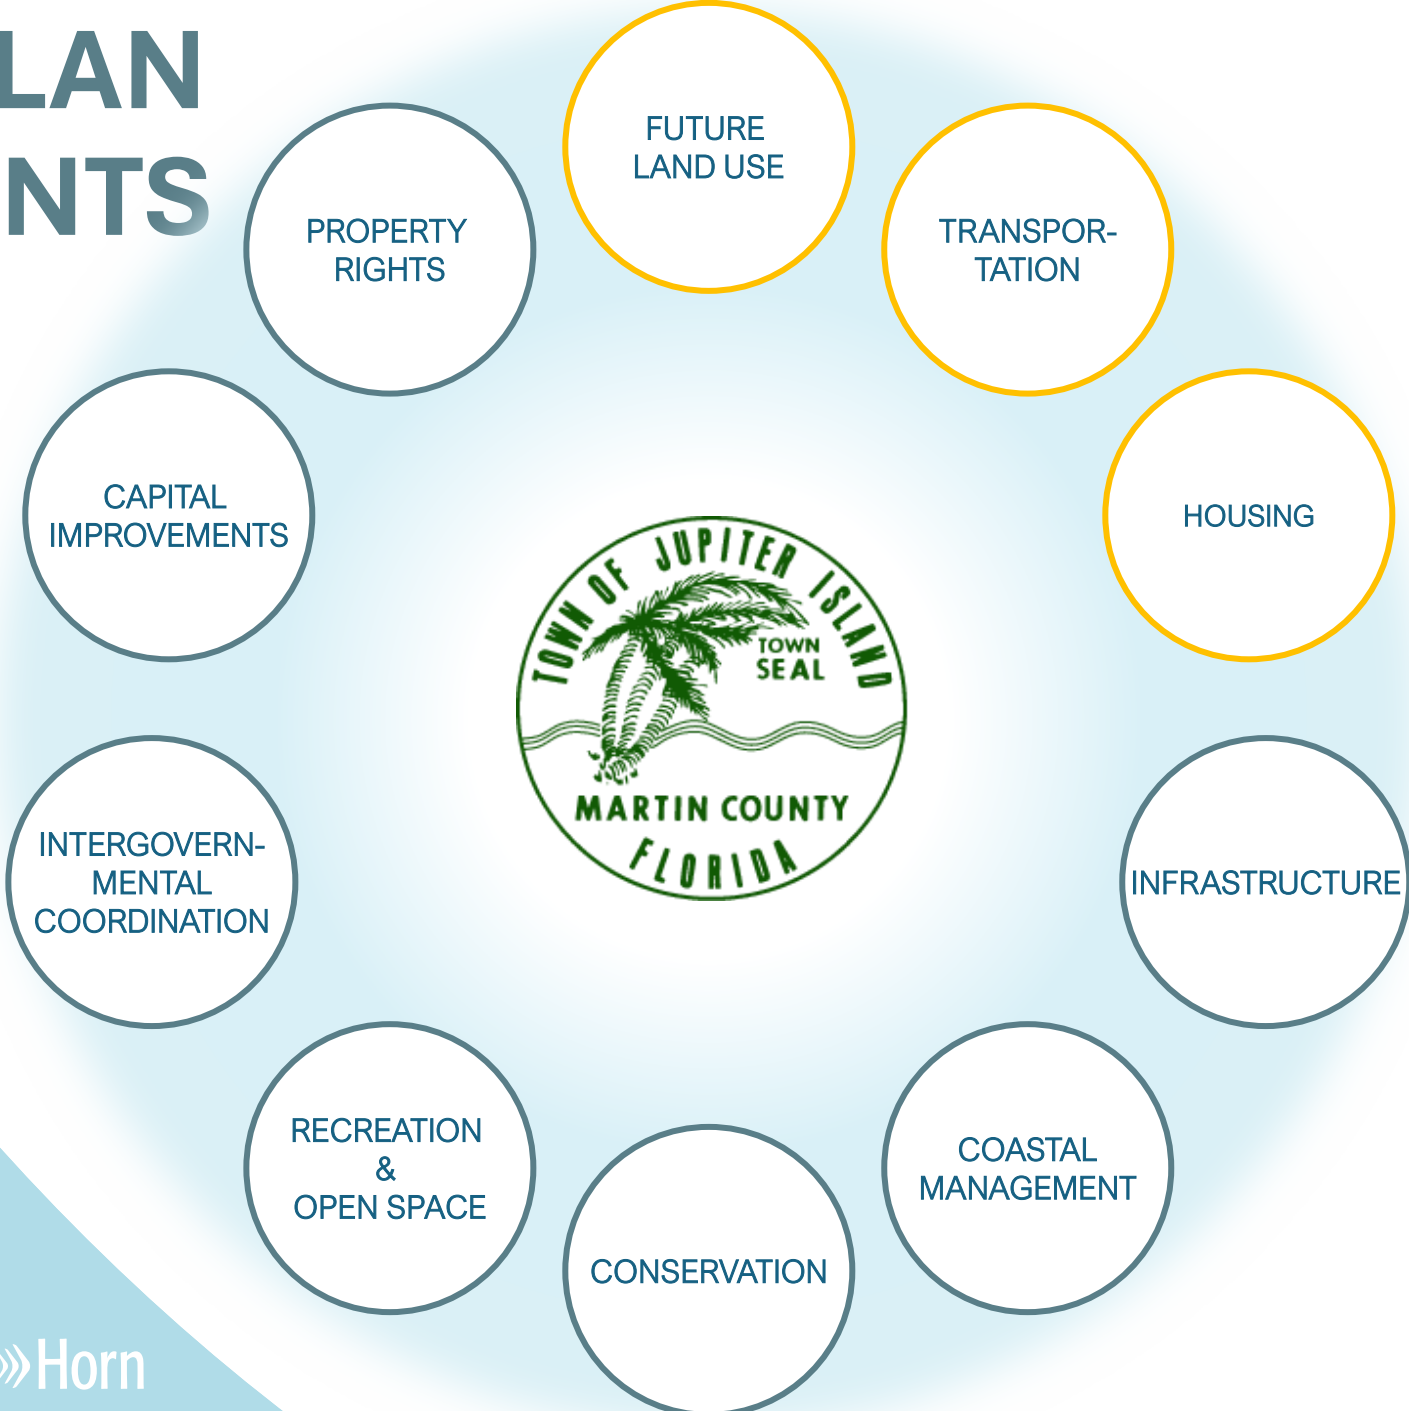 LAN
NTS
FUTURE
LAND USE
PROPERTY
RIGHTS
TRANSPOR-
TATION
CAPITAL
IMPROVEMENTS
HOUSING
TOWN OF JUPITER ISLAND
TOWN
SEAL
MARTIN COUNTY
FLORIDA
INTERGOVERN-
MENTAL
COORDINATION
INFRASTRUCTURE
RECREATION
&
OPEN SPACE
COASTAL
MANAGEMENT
CONSERVATION
Horn